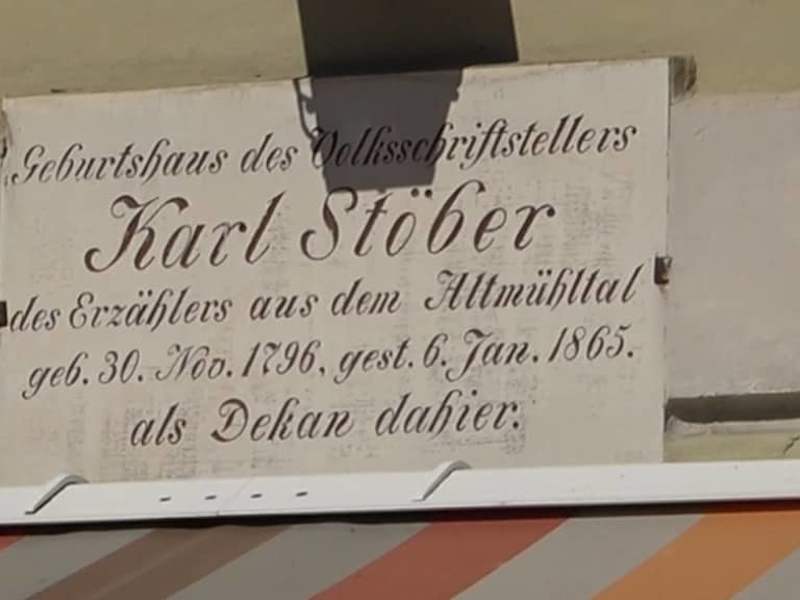 Geburtshaus des Volksschriftstellers
Karl Stöber
des Erzählers aus dem Altmühltal
geb. 30. Nov. 1796, gest. 6. Jan. 1865.
als Dekan dahier.